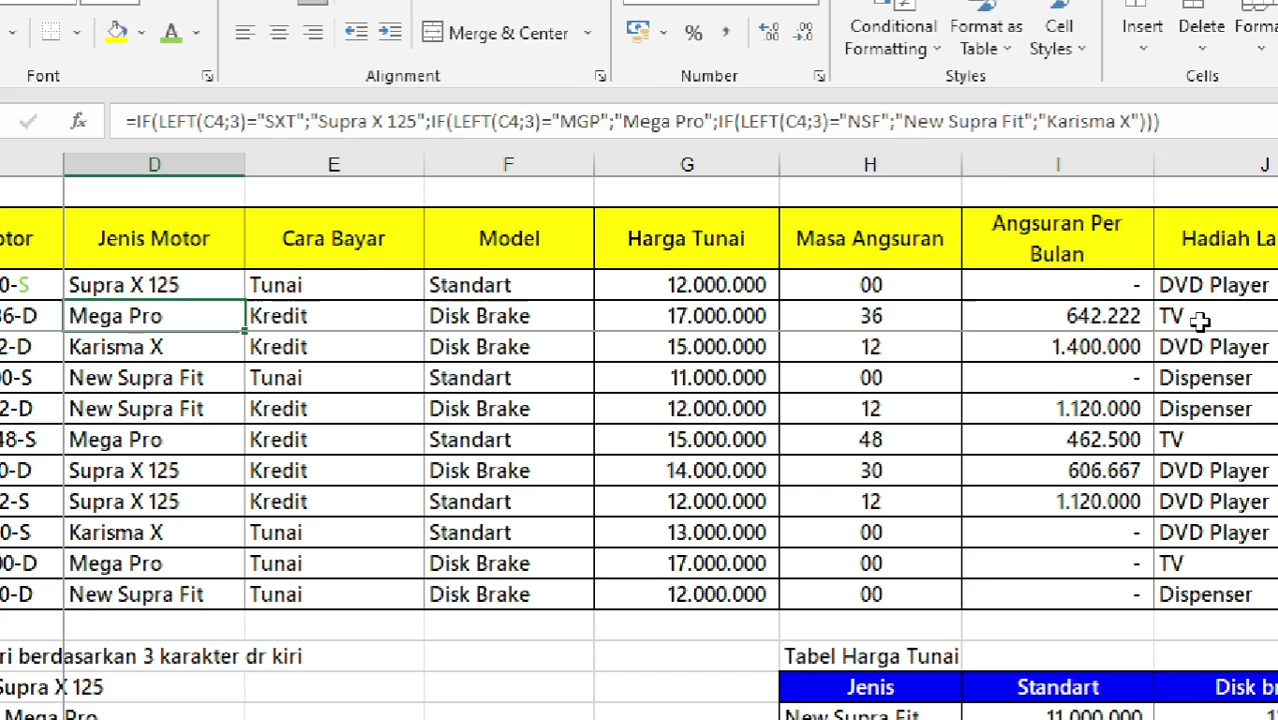 Merge & Center
%
Conditional Formatting
Format as Table
Cell Styles
Insert
Delete
Font
Alignment
Number
Styles
Cells
fx
=IF(LEFT(C4;3)="SXT";"Supra X 125";IF(LEFT(C4;3)="MGP";"Mega Pro";IF(LEFT(C4;3)="NSF";"New Supra Fit";"Karisma X")))
D E F G H I J
otor Jenis Motor Cara Bayar Model Harga Tunai Masa Angsuran Angsuran Per Bulan Hadiah La
0-S Supra X 125 Tunai Standart 12.000.000 00 - DVD Player
36-D Mega Pro Kredit Disk Brake 17.000.000 36 642.222 TV
2-D Karisma X Kredit Disk Brake 15.000.000 12 1.400.000 DVD Player
00-S New Supra Fit Tunai Standart 11.000.000 00 - Dispenser
2-D New Supra Fit Kredit Disk Brake 12.000.000 12 1.120.000 Dispenser
48-S Mega Pro Kredit Standart 15.000.000 48 462.500 TV
0-D Supra X 125 Kredit Disk Brake 14.000.000 30 606.667 DVD Player
2-S Supra X 125 Kredit Standart 12.000.000 12 1.120.000 DVD Player
0-S Karisma X Tunai Standart 13.000.000 00 - DVD Player
00-D Mega Pro Tunai Disk Brake 17.000.000 00 - TV
0-D New Supra Fit Tunai Disk Brake 12.000.000 00 - Dispenser
ri berdasarkan 3 karakter dr kiri Tabel Harga Tunai
Supra X 125 Jenis Standart Disk br
Mega Pro New Supra Fit 11.000.000